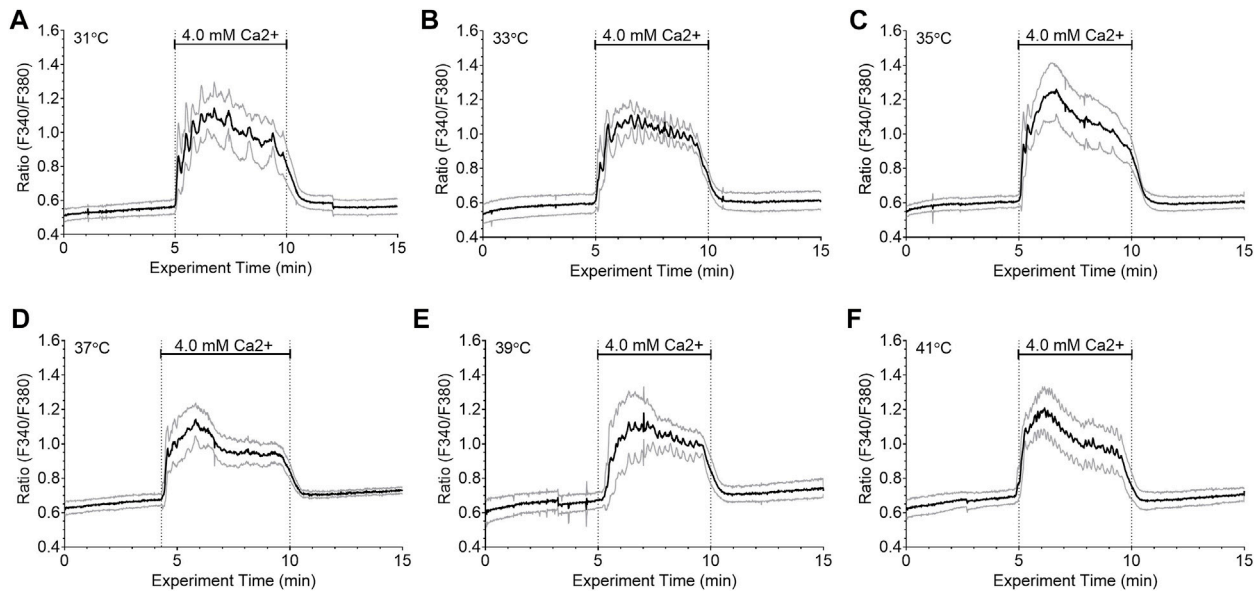 A
31°C
4.0 mM Ca2+
Ratio (F340/F380)
1.6
1.4
1.2
1.0
0.8
0.6
0.4
0 5 10 15
Experiment Time (min)
B
33°C
4.0 mM Ca2+
Ratio (F340/F380)
1.6
1.4
1.2
1.0
0.8
0.6
0.4
0 5 10 15
Experiment Time (min)
C
35°C
4.0 mM Ca2+
Ratio (F340/F380)
1.6
1.4
1.2
1.0
0.8
0.6
0.4
0 5 10 15
Experiment Time (min)
D
37°C
4.0 mM Ca2+
Ratio (F340/F380)
1.6
1.4
1.2
1.0
0.8
0.6
0.4
0 5 10 15
Experiment Time (min)
E
39°C
4.0 mM Ca2+
Ratio (F340/F380)
1.6
1.4
1.2
1.0
0.8
0.6
0.4
0 5 10 15
Experiment Time (min)
F
41°C
4.0 mM Ca2+
Ratio (F340/F380)
1.6
1.4
1.2
1.0
0.8
0.6
0.4
0 5 10 15
Experiment Time (min)